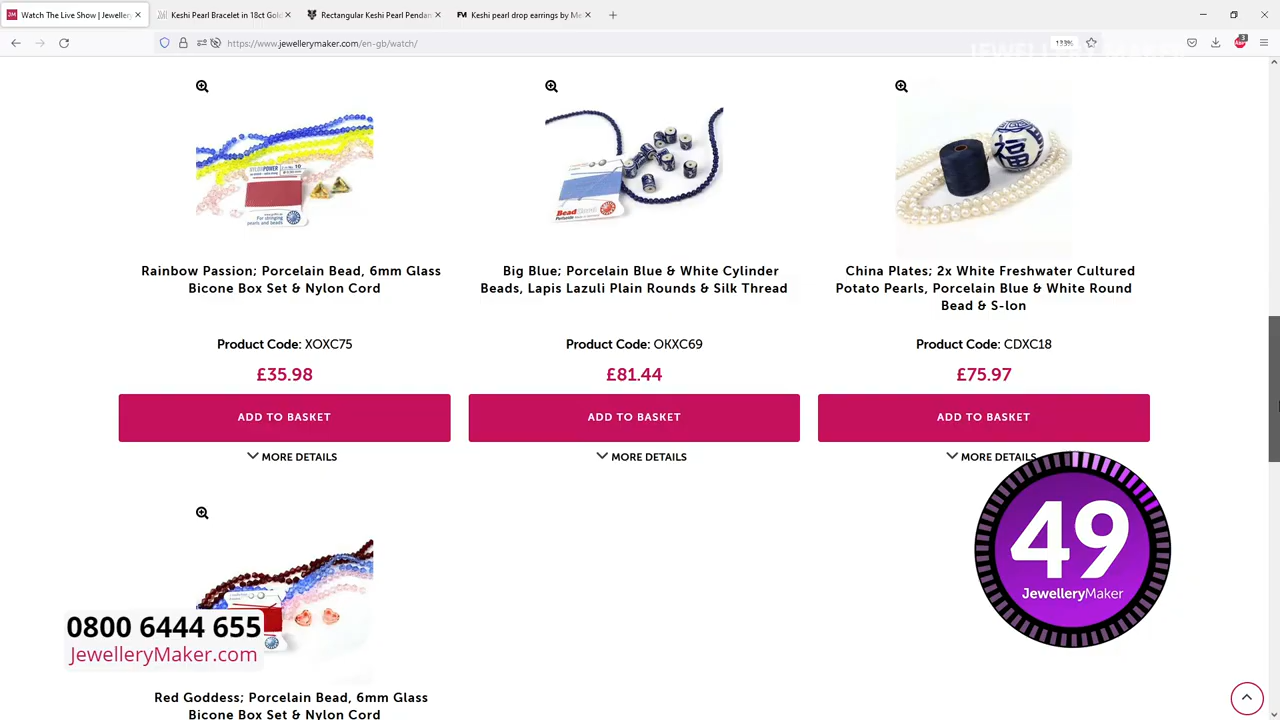 Watch The Live Show | Jeweller
Keshi Pearl Bracelet in 18ct Gol
Rectangular Keshi Pearl Pendan
Keshi pearl drop earrings by Me
https://www.jewellerymaker.com/en-gb/watch/
133%
JEWELLERY MAKER
Rainbow Passion; Porcelain Bead, 6mm Glass
Bicone Box Set & Nylon Cord
Product Code: XOXC75
£35.98
ADD TO BASKET
MORE DETAILS
Big Blue; Porcelain Blue & White Cylinder
Beads, Lapis Lazuli Plain Rounds & Silk Thread
Product Code: OKXC69
£81.44
ADD TO BASKET
MORE DETAILS
China Plates; 2x White Freshwater Cultured
Potato Pearls, Porcelain Blue & White Round
Bead & S-lon
Product Code: CDXC18
£75.97
ADD TO BASKET
MORE DETAILS
49
JewelleryMaker
0800 6444 655
JewelleryMaker.com
Red Goddess; Porcelain Bead, 6mm Glass
Bicone Box Set & Nylon Cord